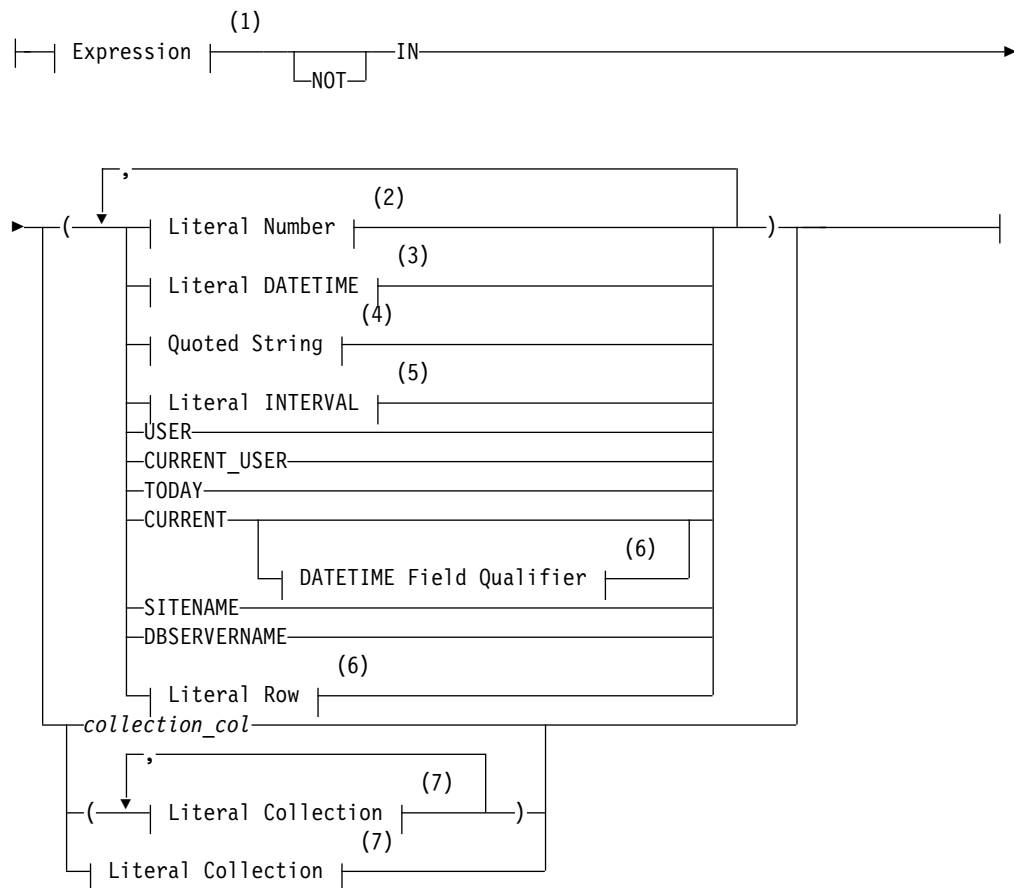 (1)
Expression
IN
NOT
,
(2)
( Literal Number )
(3)
Literal DATETIME
(4)
Quoted String
(5)
Literal INTERVAL
USER
CURRENT_USER
TODAY
CURRENT
(6)
DATETIME Field Qualifier
SITENAME
DBSERVERNAME
(6)
Literal Row
collection_col
,
(7)
( Literal Collection )
(7)
Literal Collection